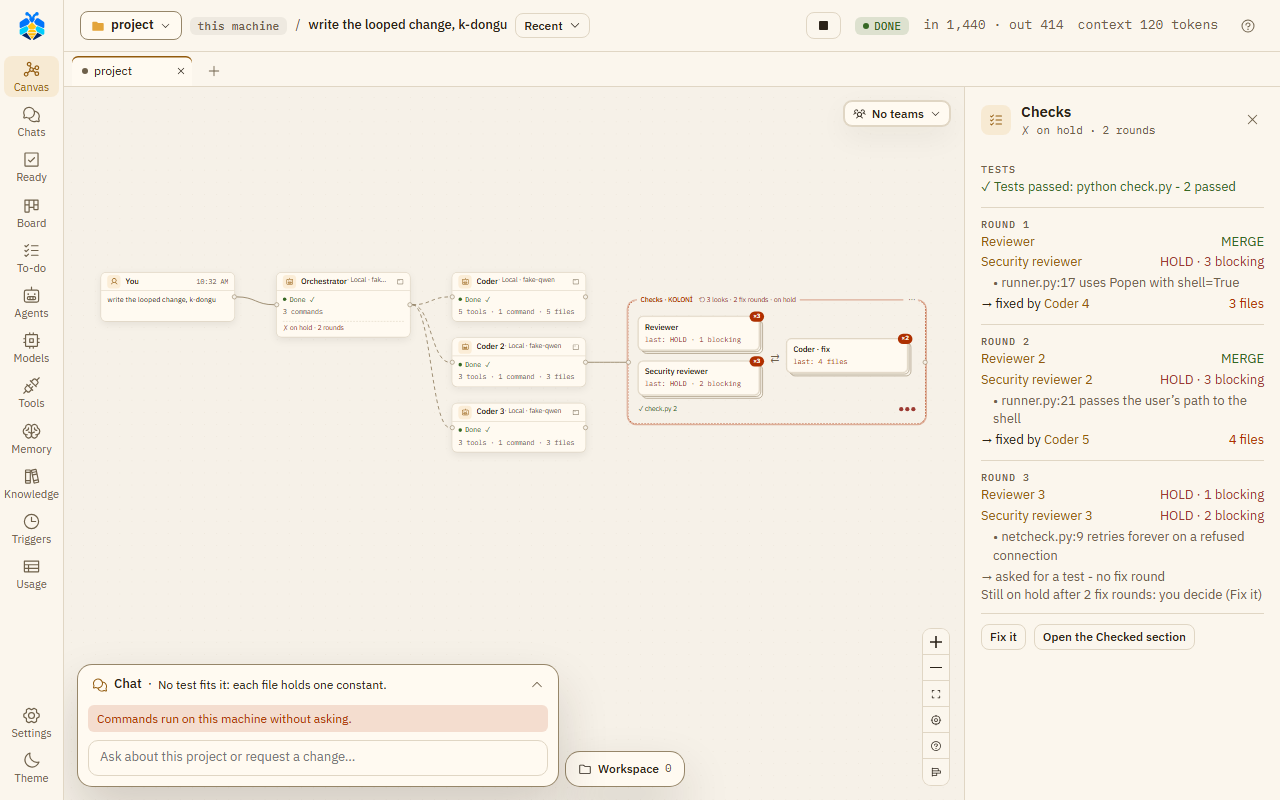 project
this machine
/
write the looped change, k-dongu
Recent
DONE
in 1,440 · out 414
context 120 tokens
project
Canvas
Chats
Ready
Board
To-do
Agents
Models
Tools
Memory
Knowledge
Triggers
Usage
Settings
Theme
No teams
You
10:32 AM
write the looped change, k-dongu
Orchestrator · Local · fak...
Done ✓
3 commands
X on hold · 2 rounds
Coder · Local · fake-qwen
Done ✓
5 tools · 1 command · 5 files
Coder 2 · Local · fake-qwen
Done ✓
3 tools · 1 command · 3 files
Coder 3 · Local · fake-qwen
Done ✓
3 tools · 1 command · 3 files
Checks · KOLONİ
3 looks · 2 fix rounds · on hold
×3
Reviewer
last: HOLD · 1 blocking
×3
Security reviewer
last: HOLD · 2 blocking
⇄
×2
Coder · fix
last: 4 files
✓ check.py 2
Chat · No test fits it: each file holds one constant.
Commands run on this machine without asking.
Ask about this project or request a change...
Workspace 0
Checks
X on hold · 2 rounds
TESTS
✓ Tests passed: python check.py - 2 passed
ROUND 1
Reviewer MERGE
Security reviewer HOLD · 3 blocking
• runner.py:17 uses Popen with shell=True
→ fixed by Coder 4 3 files
ROUND 2
Reviewer 2 MERGE
Security reviewer 2 HOLD · 3 blocking
• runner.py:21 passes the user’s path to the
shell
→ fixed by Coder 5 4 files
ROUND 3
Reviewer 3 HOLD · 1 blocking
Security reviewer 3 HOLD · 2 blocking
• netcheck.py:9 retries forever on a refused
connection
→ asked for a test - no fix round
Still on hold after 2 fix rounds: you decide (Fix it)
Fix it
Open the Checked section